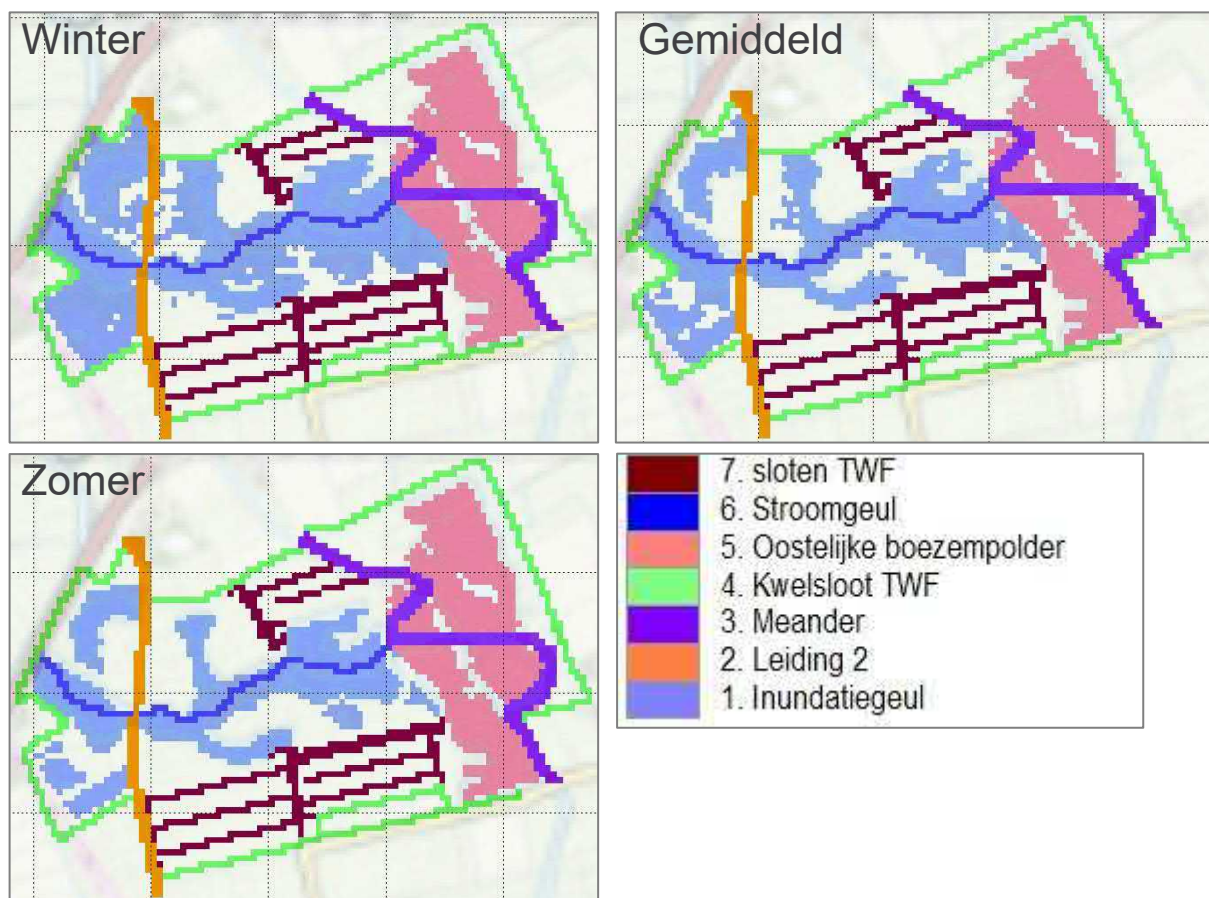 Winter
Gemiddeld
Zomer
7. sloten TWF
6. Stroomgeul
5. Oostelijke boezempolder
4. Kwelsloot TWF
3. Meander
2. Leiding 2
1. Inundatiegeul